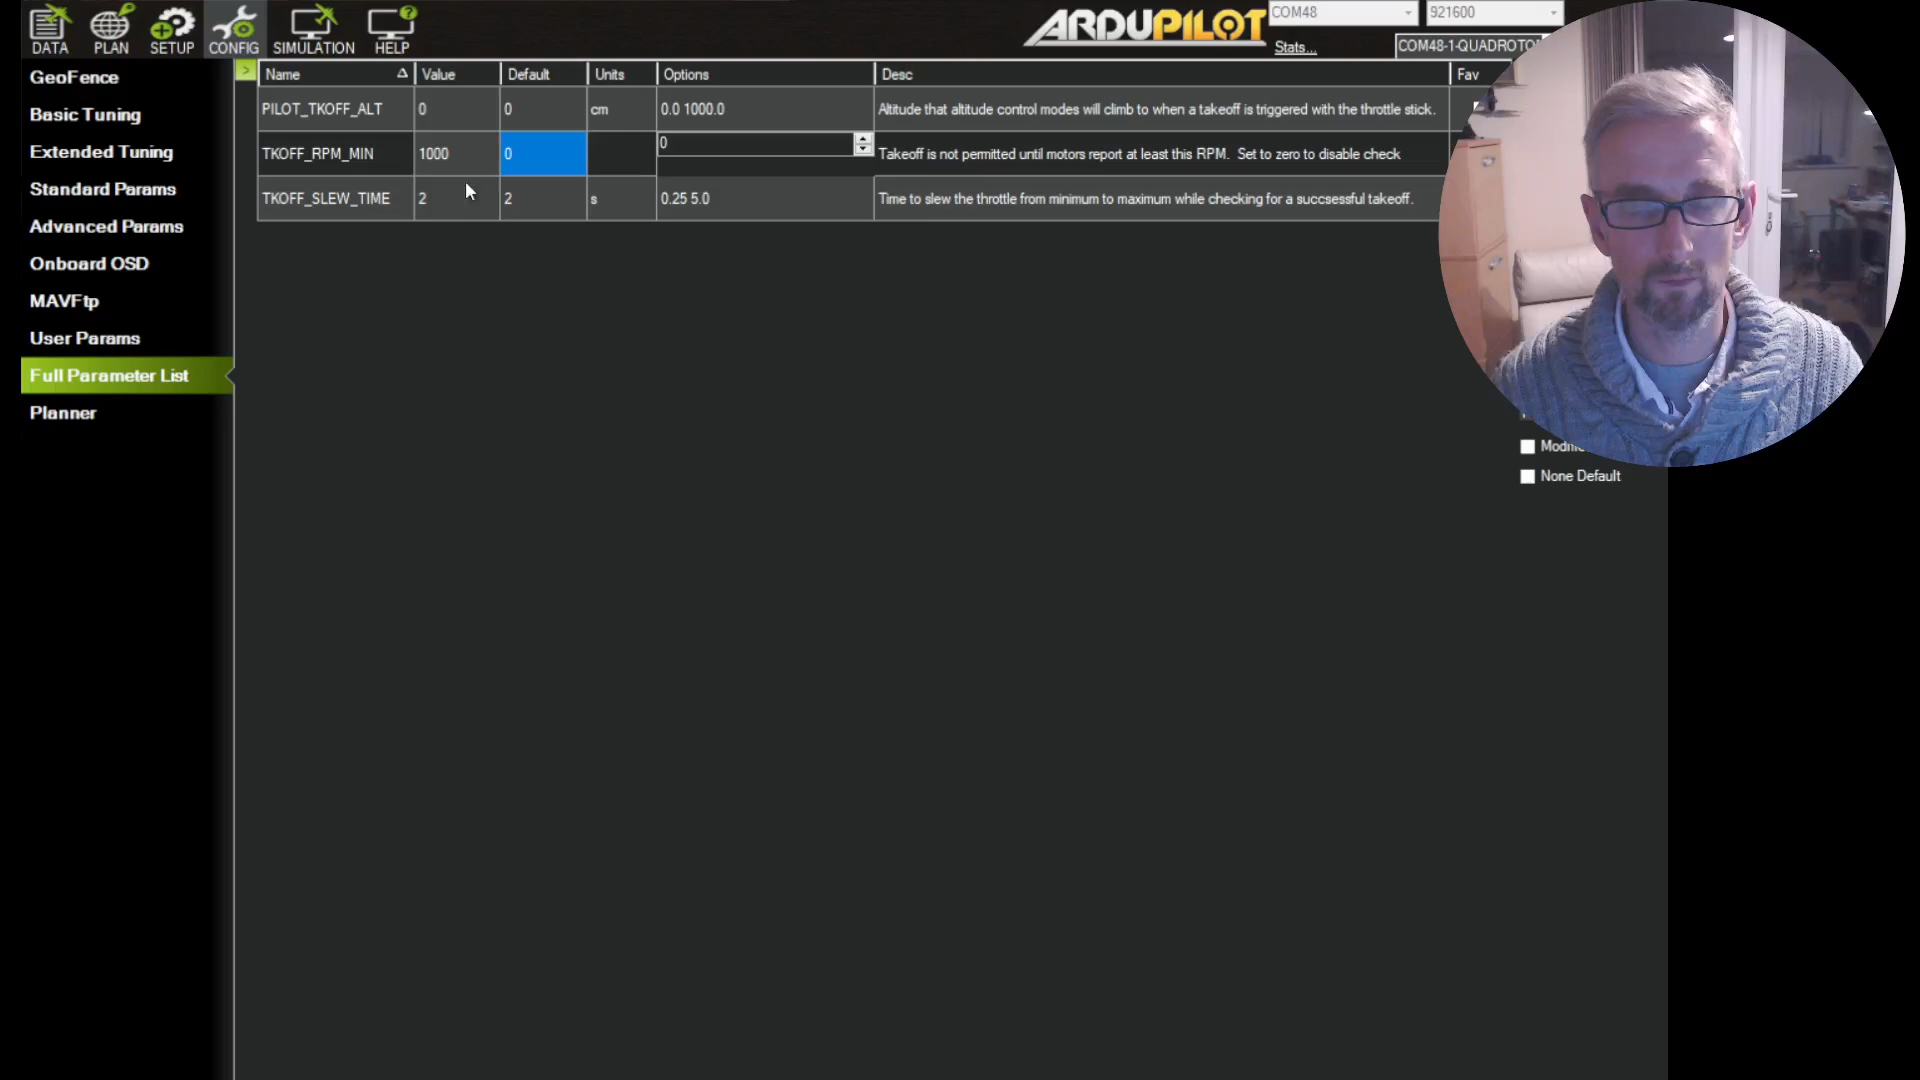 DATA PLAN SETUP CONFIG SIMULATION HELP
ARDUPILOT
COM48 921600
Stats... COM48-1-QUADROTO
GeoFence
Basic Tuning
Extended Tuning
Standard Params
Advanced Params
Onboard OSD
MAVFtp
User Params
Full Parameter List
Planner
>
Name Value Default Units Options Desc Fav
PILOT_TKOFF_ALT 0 0 cm 0.0 1000.0 Altitude that altitude control modes will climb to when a takeoff is triggered with the throttle stick.
TKOFF_RPM_MIN 1000 0 0 Takeoff is not permitted until motors report at least this RPM. Set to zero to disable check
TKOFF_SLEW_TIME 2 2 s 0.25 5.0 Time to slew the throttle from minimum to maximum while checking for a succsessful takeoff.
None Default